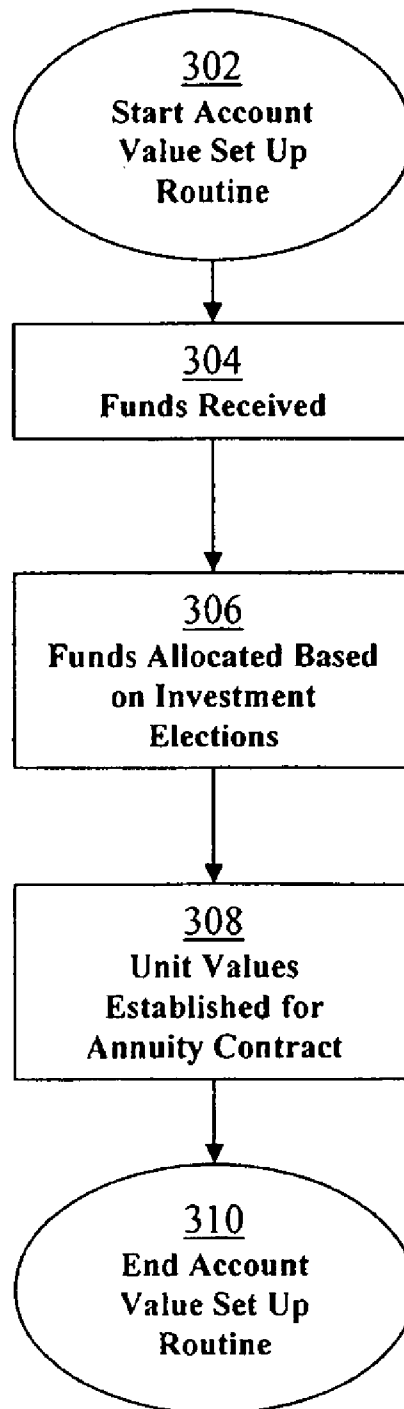 302
Start Account
Value Set Up
Routine
304
Funds Received
306
Funds Allocated Based
on Investment
Elections
308
Unit Values
Established for
Annuity Contract
310
End Account
Value Set Up
Routine